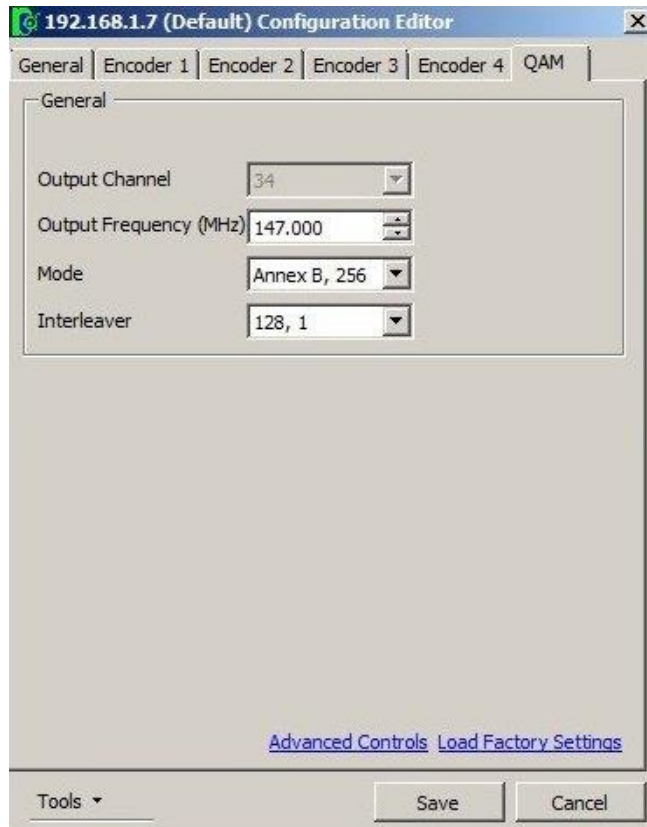 192.168.1.7 (Default) Configuration Editor
General Encoder 1 Encoder 2 Encoder 3 Encoder 4 QAM
General
Output Channel 34
Output Frequency (MHz) 147.000
Mode Annex B, 256
Interleaver 128, 1
Advanced Controls Load Factory Settings
Tools Save Cancel